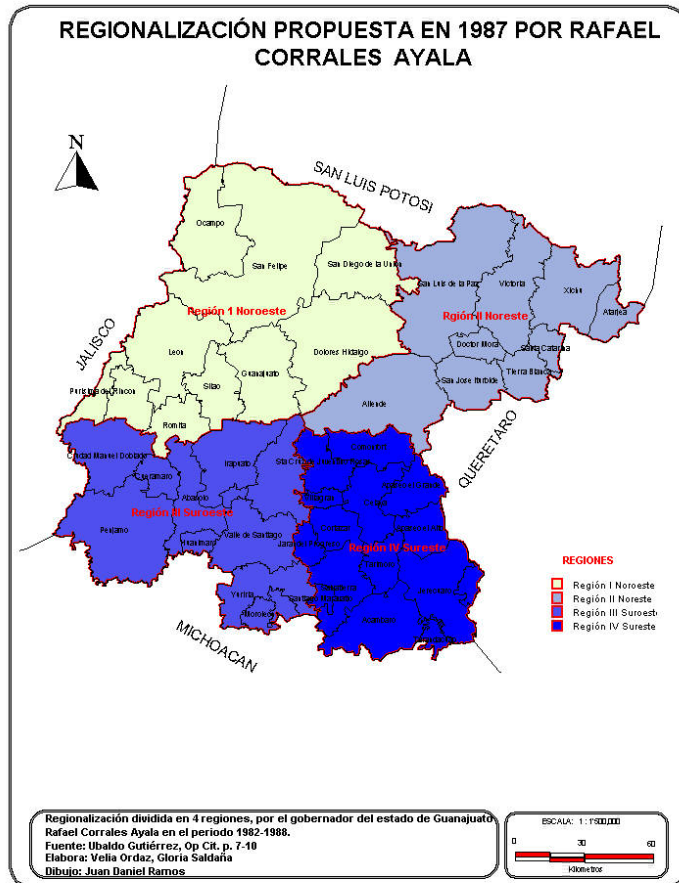 REGIONALIZACIÓN PROPUESTA EN 1987 POR RAFAEL
CORRALES AYALA
N
SAN LUIS POTOSI
Ocampo
San Felipe
San Diego de la Unión
San Luis de la Paz
Victoria
Xichú
Atarjea
Región 1 Noroeste
Rgión II Noreste
JALISCO
Leon
Silao
Guanajuato
Dolores Hidalgo
Doctor Mora
Santa Catarina
San Jose Iturbide
Tierra Blanca
Purisima del Rincon
Romita
Allende
QUERETARO
Ciudad Manuel Doblado
Cueramaro
Irapuato
Abasolo
Penjamo
Región III Suroeste
Huanimaro
Valle de Santiago
Comonfort
Celaya
Cortazar
Región IV Sureste
Yuriria
Moroleon
Jerecuaro
Acambaro
MICHOACAN
REGIONES
Región I Noroeste
Región II Noreste
Región III Suroeste
Región IV Sureste
Regionalización dividida en 4 regiones, por el gobernador del estado de Guanajuato
Rafael Corrales Ayala en el periodo 1982-1988.
Fuente: Ubaldo Gutiérrez, Op Cit. p. 7-10
Elabora: Velia Ordaz, Gloria Saldaña
Dibujo: Juan Daniel Ramos
ESCALA: 1 : 1'500,000
0 30 60
Kilometros